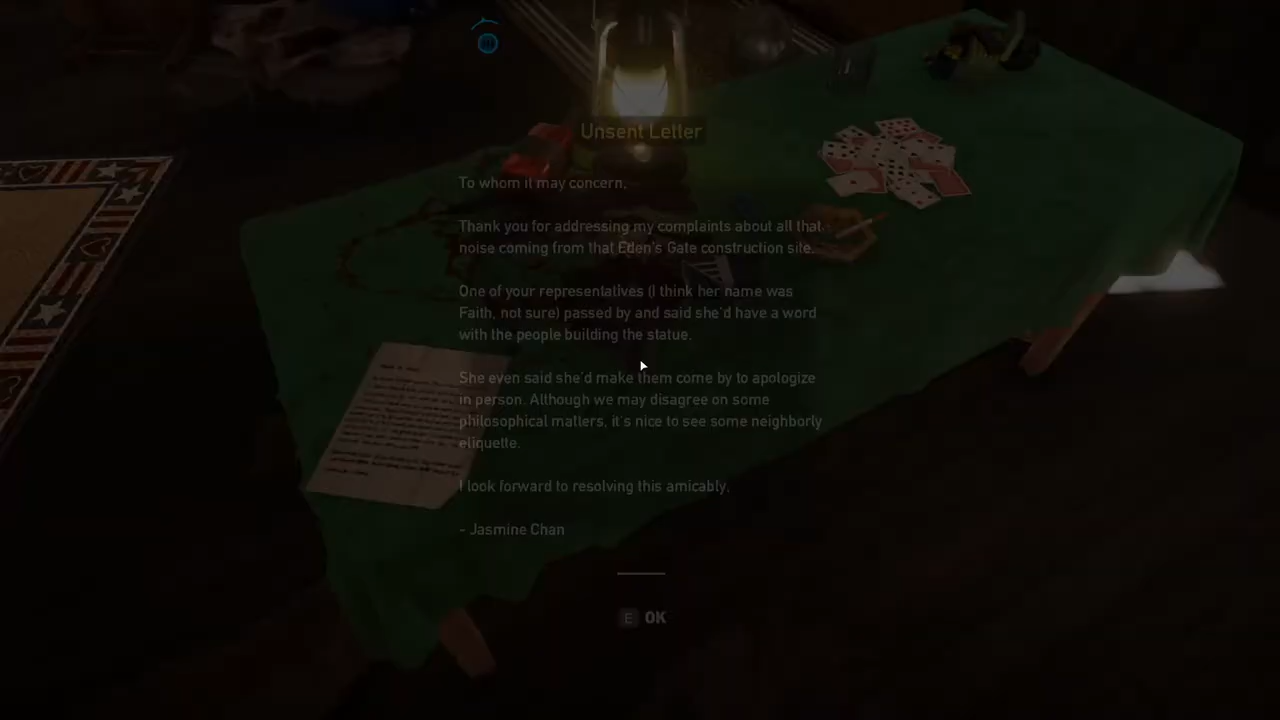 Unsent Letter
To whom it may concern,
Thank you for addressing my complaints about all that
noise coming from that Eden's Gate construction site.
One of your representatives (I think her name was
Faith, not sure) passed by and said she'd have a word
with the people building the statue.
She even said she'd make them come by to apologize
in person. Although we may disagree on some
philosophical matters, it's nice to see some neighborly
etiquette.
I look forward to resolving this amicably,
- Jasmine Chan
E OK